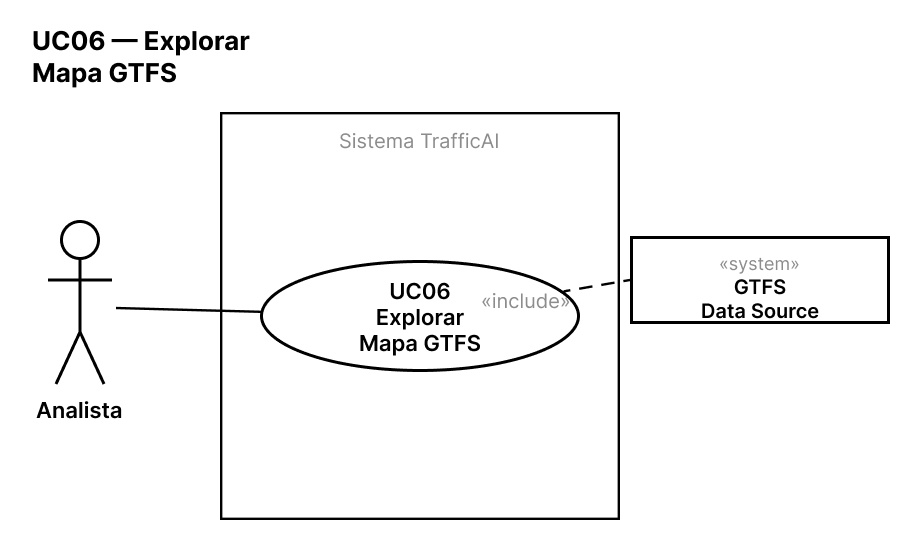 UC06 — Explorar
Mapa GTFS
Sistema TrafficAI
UC06
Explorar
Mapa GTFS
«include»
«system»
GTFS
Data Source
Analista